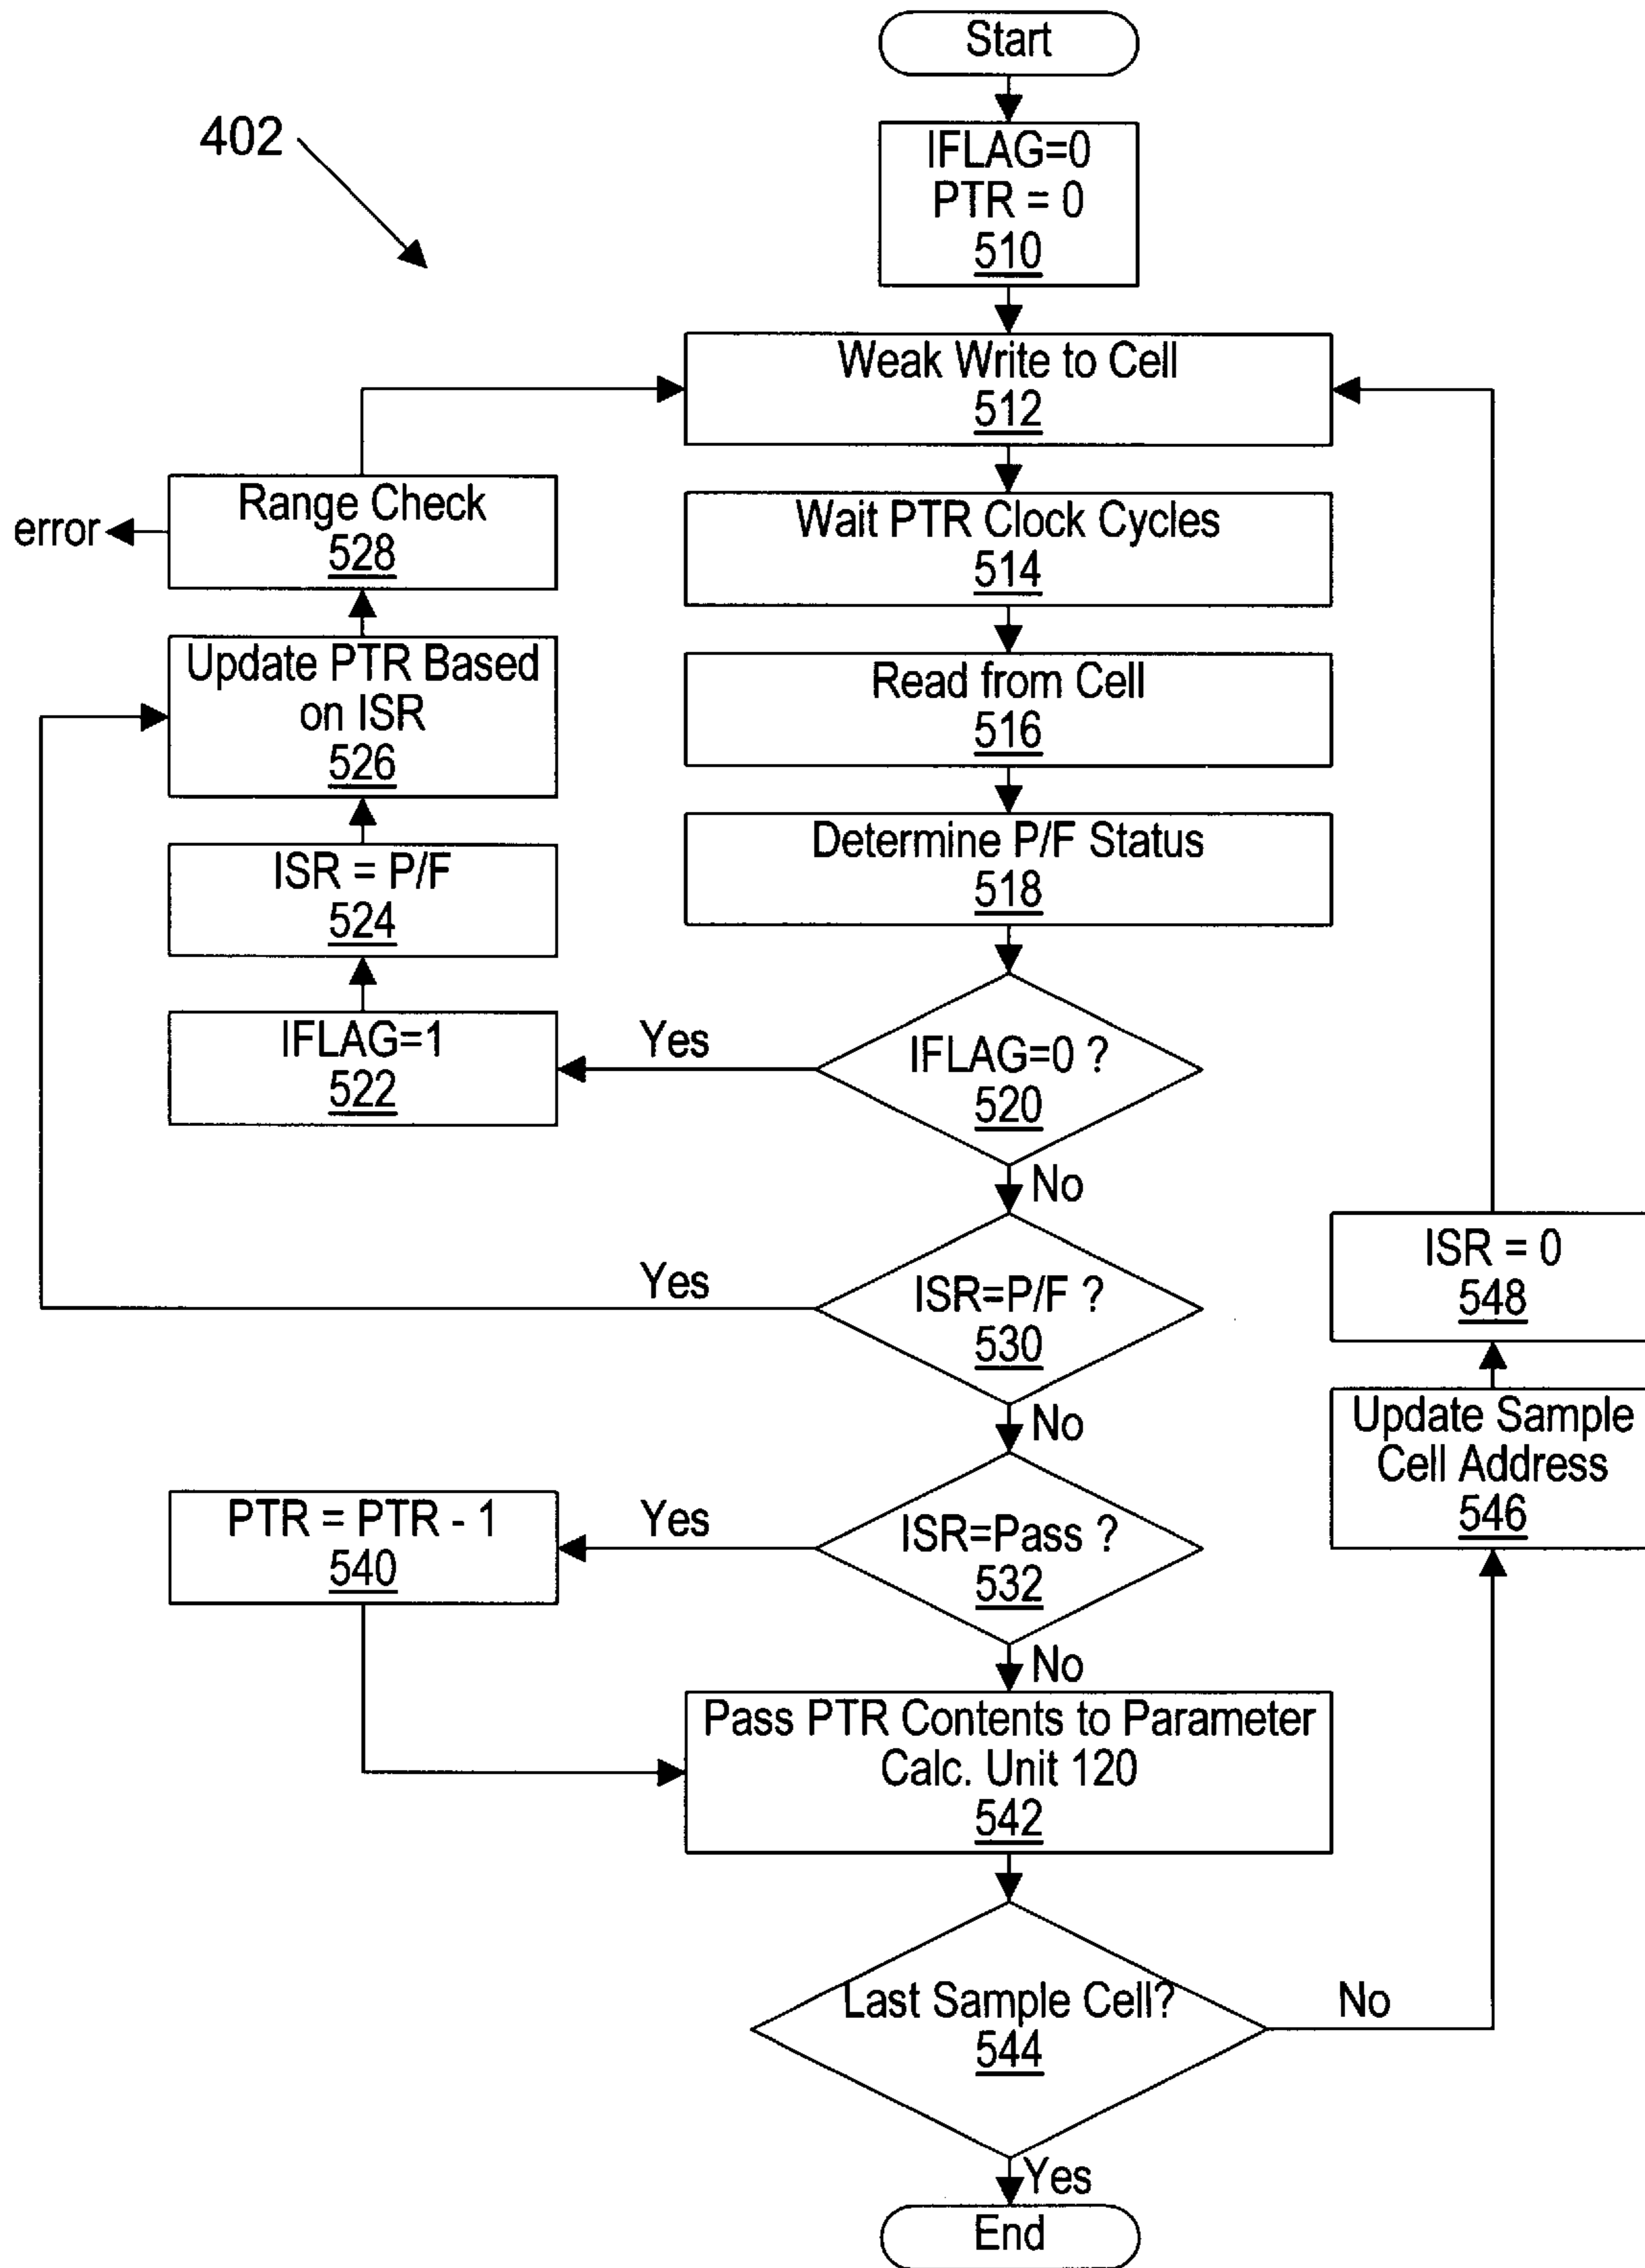 Start
402
IFLAG=0
PTR = 0
510
Weak Write to Cell
512
Range Check
528
error
Wait PTR Clock Cycles
514
Update PTR Based
on ISR
526
Read from Cell
516
ISR = P/F
524
Determine P/F Status
518
IFLAG=1
522
Yes
IFLAG=0 ?
520
No
Yes
ISR=P/F ?
530
ISR = 0
548
No
Update Sample
Cell Address
546
PTR = PTR - 1
540
Yes
ISR=Pass ?
532
No
Pass PTR Contents to Parameter
Calc. Unit 120
542
Last Sample Cell?
544
No
Yes
End